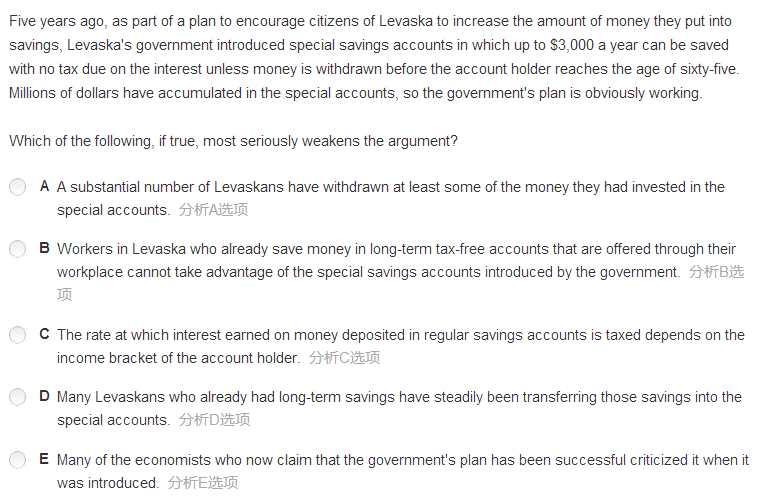 Five years ago, as part of a plan to encourage citizens of Levaska to increase the amount of money they put into
savings, Levaska's government introduced special savings accounts in which up to $3,000 a year can be saved
with no tax due on the interest unless money is withdrawn before the account holder reaches the age of sixty-five.
Millions of dollars have accumulated in the special accounts, so the government's plan is obviously working.
Which of the following, if true, most seriously weakens the argument?
A A substantial number of Levaskans have withdrawn at least some of the money they had invested in the
special accounts. 分析A选项
B Workers in Levaska who already save money in long-term tax-free accounts that are offered through their
workplace cannot take advantage of the special savings accounts introduced by the government. 分析B选
项
C The rate at which interest earned on money deposited in regular savings accounts is taxed depends on the
income bracket of the account holder. 分析C选项
D Many Levaskans who already had long-term savings have steadily been transferring those savings into the
special accounts. 分析D选项
E Many of the economists who now claim that the government's plan has been successful criticized it when it
was introduced. 分析E选项